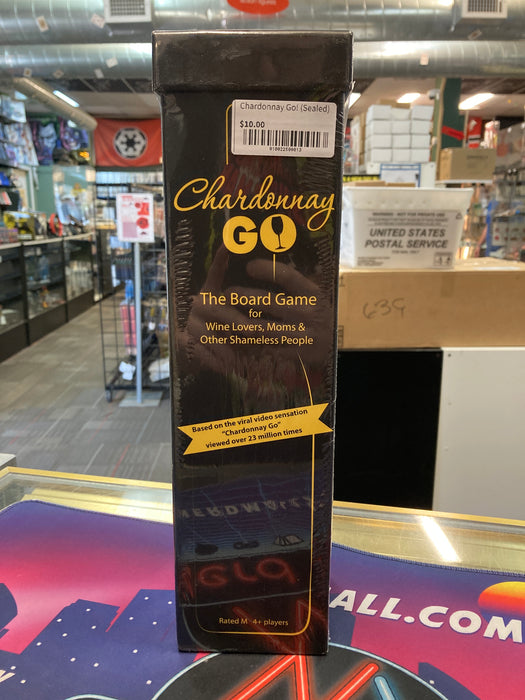 Chardonnay Go! (Sealed)
$10.00
Chardonnay
GO
The Board Game
for
Wine Lovers, Moms &
Other Shameless People
Based on the viral video sensation
"Chardonnay Go"
viewed over 23 million times
Rated M 4+ players
WARNING: NOT FOR PRIVATE USE
UNITED STATES
POSTAL SERVICE
639
ALL.COM